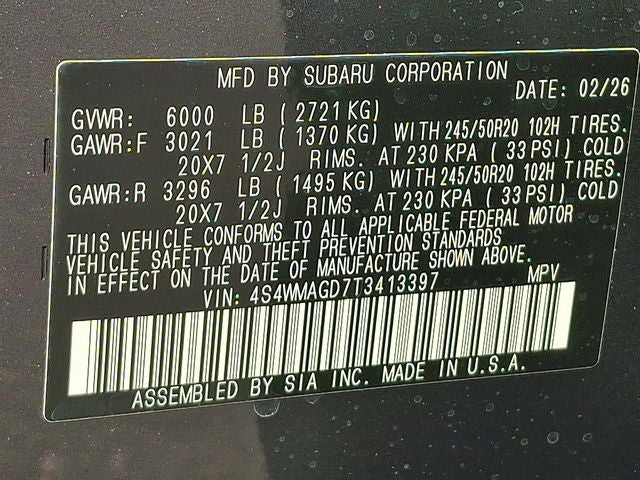 MFD BY SUBARU CORPORATION
DATE: 02/26
GVWR: 6000 LB ( 2721 KG)
GAWR:F 3021 LB ( 1370 KG) WITH 245/50R20 102H TIRES.
20X7 1/2J RIMS. AT 230 KPA ( 33 PSI) COLD
GAWR:R 3296 LB ( 1495 KG) WITH 245/50R20 102H TIRES.
20X7 1/2J RIMS. AT 230 KPA ( 33 PSI) COLD
THIS VEHICLE CONFORMS TO ALL APPLICABLE FEDERAL MOTOR
VEHICLE SAFETY AND THEFT PREVENTION STANDARDS
IN EFFECT ON THE DATE OF MANUFACTURE SHOWN ABOVE.
VIN: 4S4WMAGD7T3413397 MPV
ASSEMBLED BY SIA INC. MADE IN U.S.A.